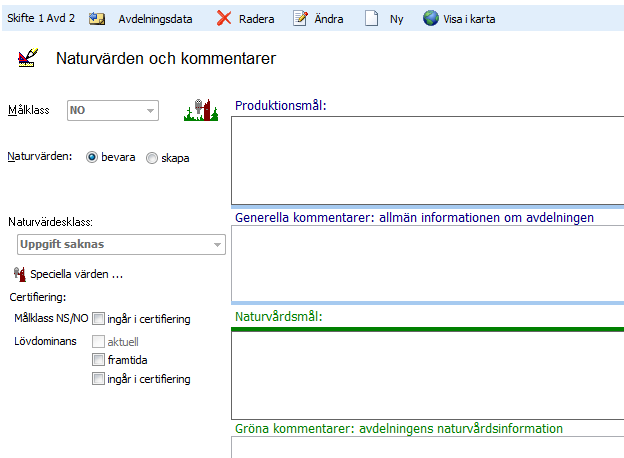 Skifte 1 Avd 2 Avdelningsdata Radera Ändra Ny Visa i karta
Naturvärden och kommentarer
Målklass NO
Produktionsmål:
Naturvärden: bevara skapa
Generella kommentarer: allmän informationen om avdelningen
Naturvärdesklass:
Uppgift saknas
Speciella värden ...
Certifiering:
Målklass NS/NO ingår i certifiering
Naturvårdsmål:
Lövdominans aktuell
framtida
ingår i certifiering
Gröna kommentarer: avdelningens naturvårdsinformation